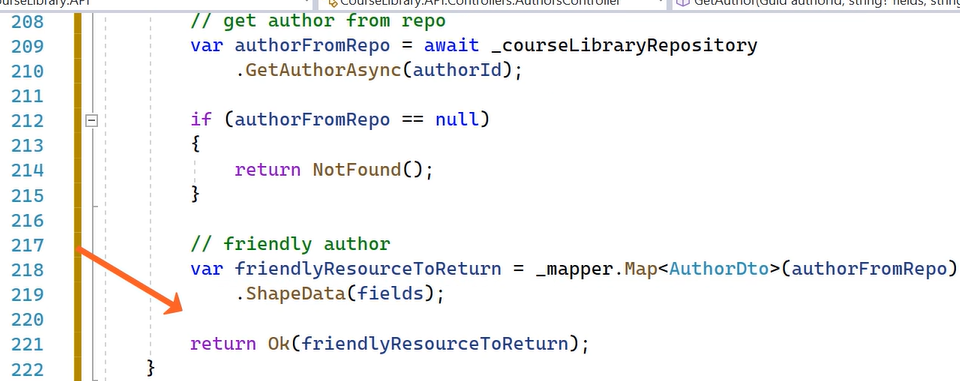 CourseLibrary.API CourseLibrary.API.Controllers.AuthorsController GetAuthor(Guid authorId, string? fields, string
208 // get author from repo
209 var authorFromRepo = await _courseLibraryRepository
210 .GetAuthorAsync(authorId);
211
212 if (authorFromRepo == null)
213 {
214 return NotFound();
215 }
216
217 // friendly author
218 var friendlyResourceToReturn = _mapper.Map<AuthorDto>(authorFromRepo)
219 .ShapeData(fields);
220
221 return Ok(friendlyResourceToReturn);
222 }